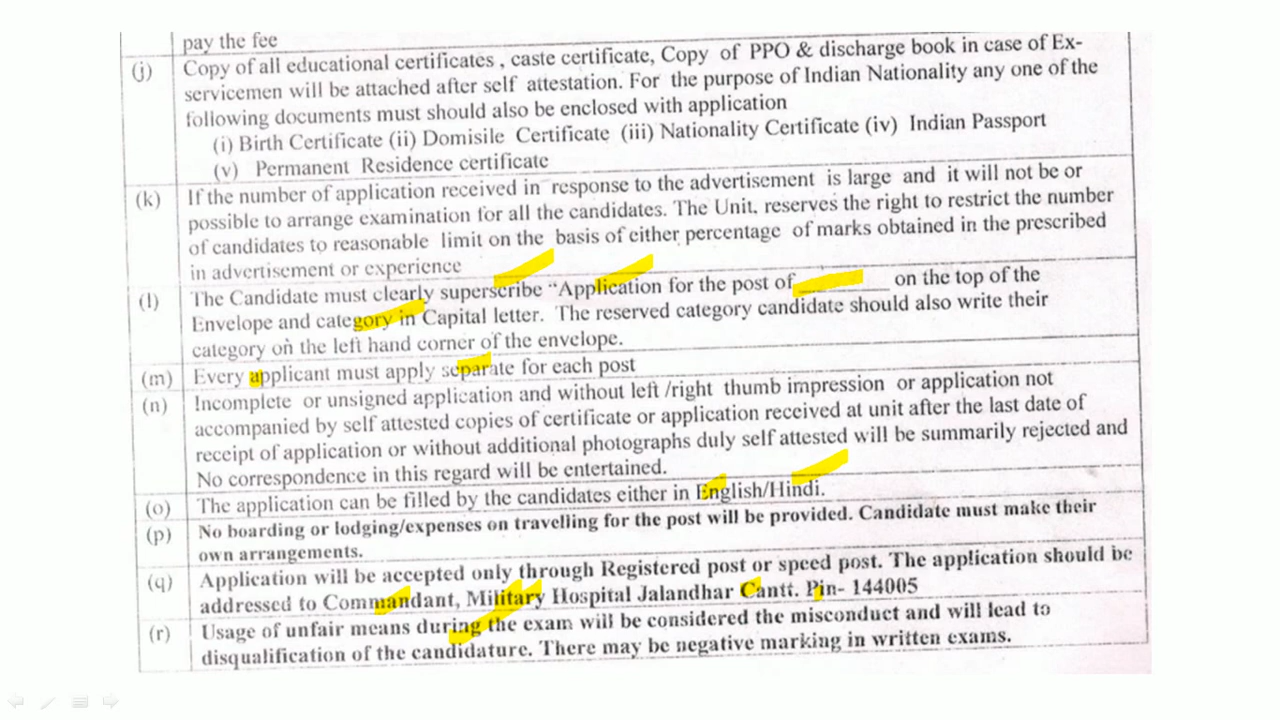 pay the fee
(j) Copy of all educational certificates , caste certificate, Copy of PPO & discharge book in case of Ex-
servicemen will be attached after self attestation. For the purpose of Indian Nationality any one of the
following documents must should also be enclosed with application
(i) Birth Certificate (ii) Domisile Certificate (iii) Nationality Certificate (iv) Indian Passport
(v) Permanent Residence certificate
(k) If the number of application received in response to the advertisement is large and it will not be or
possible to arrange examination for all the candidates. The Unit. reserves the right to restrict the number
of candidates to reasonable limit on the basis of either percentage of marks obtained in the prescribed
in advertisement or experience
(l) The Candidate must clearly superscribe “Application for the post of ________ on the top of the
Envelope and category in Capital letter. The reserved category candidate should also write their
category on the left hand corner of the envelope.
(m) Every applicant must apply separate for each post
(n) Incomplete or unsigned application and without left /right thumb impression or application not
accompanied by self attested copies of certificate or application received at unit after the last date of
receipt of application or without additional photographs duly self attested will be summarily rejected and
No correspondence in this regard will be entertained.
(o) The application can be filled by the candidates either in English/Hindi.
(p) No boarding or lodging/expenses on travelling for the post will be provided. Candidate must make their
own arrangements.
(q) Application will be accepted only through Registered post or speed post. The application should be
addressed to Commandant, Military Hospital Jalandhar Cantt. Pin- 144005
(r) Usage of unfair means during the exam will be considered the misconduct and will lead to
disqualification of the candidature. There may be negative marking in written exams.